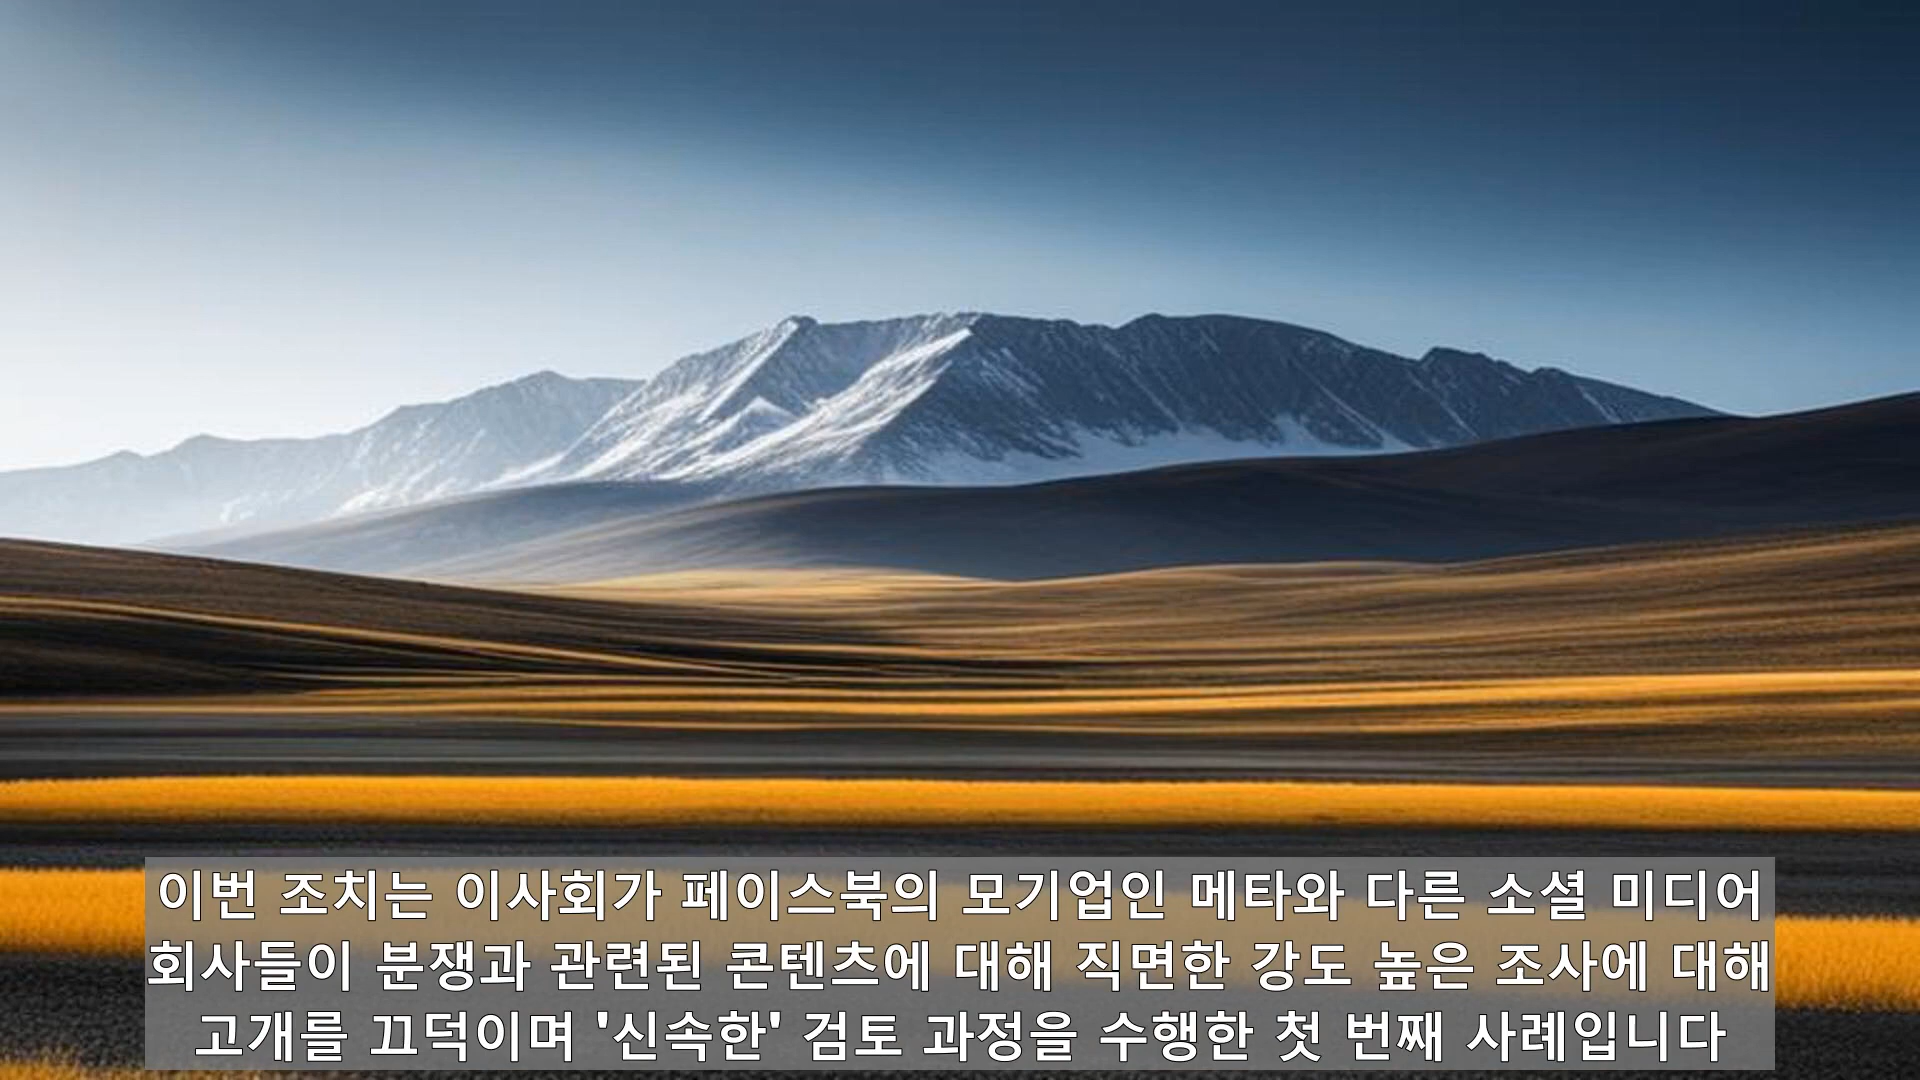 이번 조치는 이사회가 페이스북의 모기업인 메타와 다른 소셜 미디어
회사들이 분쟁과 관련된 콘텐츠에 대해 직면한 강도 높은 조사에 대해
고개를 끄덕이며 '신속한' 검토 과정을 수행한 첫 번째 사례입니다